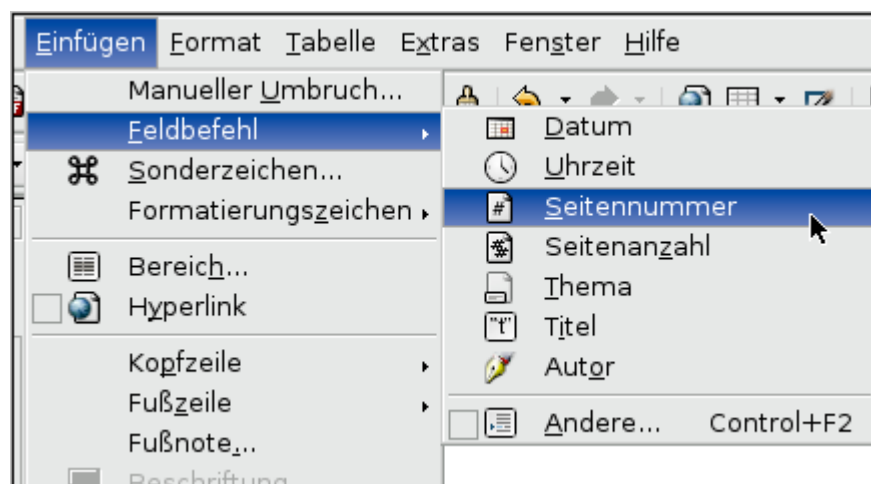 Einfügen Format Tabelle Extras Fenster Hilfe
Manueller Umbruch...
Feldbefehl
Sonderzeichen...
Formatierungszeichen
Bereich...
Hyperlink
Kopfzeile
Fußzeile
Fußnote...
Beschriftung
Datum
Uhrzeit
Seitennummer
Seitenanzahl
Thema
Titel
Autor
Andere... Control+F2